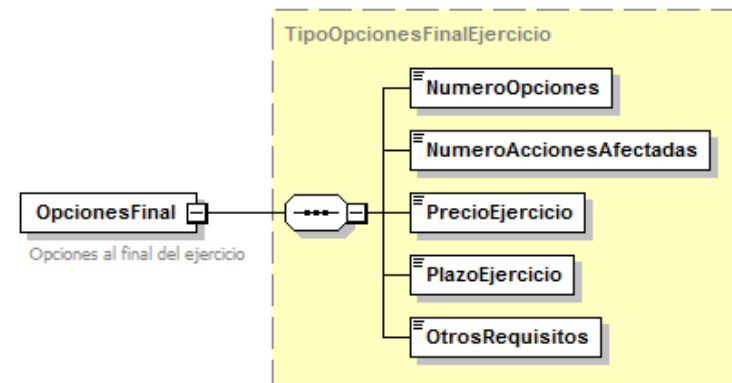 TipoOpcionesFinalEjercicio
NumeroOpciones
NumeroAccionesAfectadas
OpcionesFinal
PrecioEjercicio
Opciones al final del ejercicio
PlazoEjercicio
OtrosRequisitos